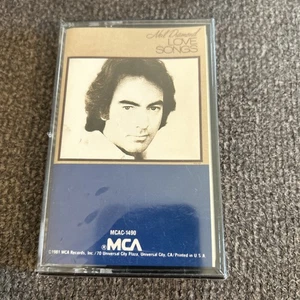 Neil Diamond
LOVE
SONGS
MCAC-1490
MCA
©1981 MCA Records, Inc./70 Universal City Plaza, Universal City, CA/Printed in U S A